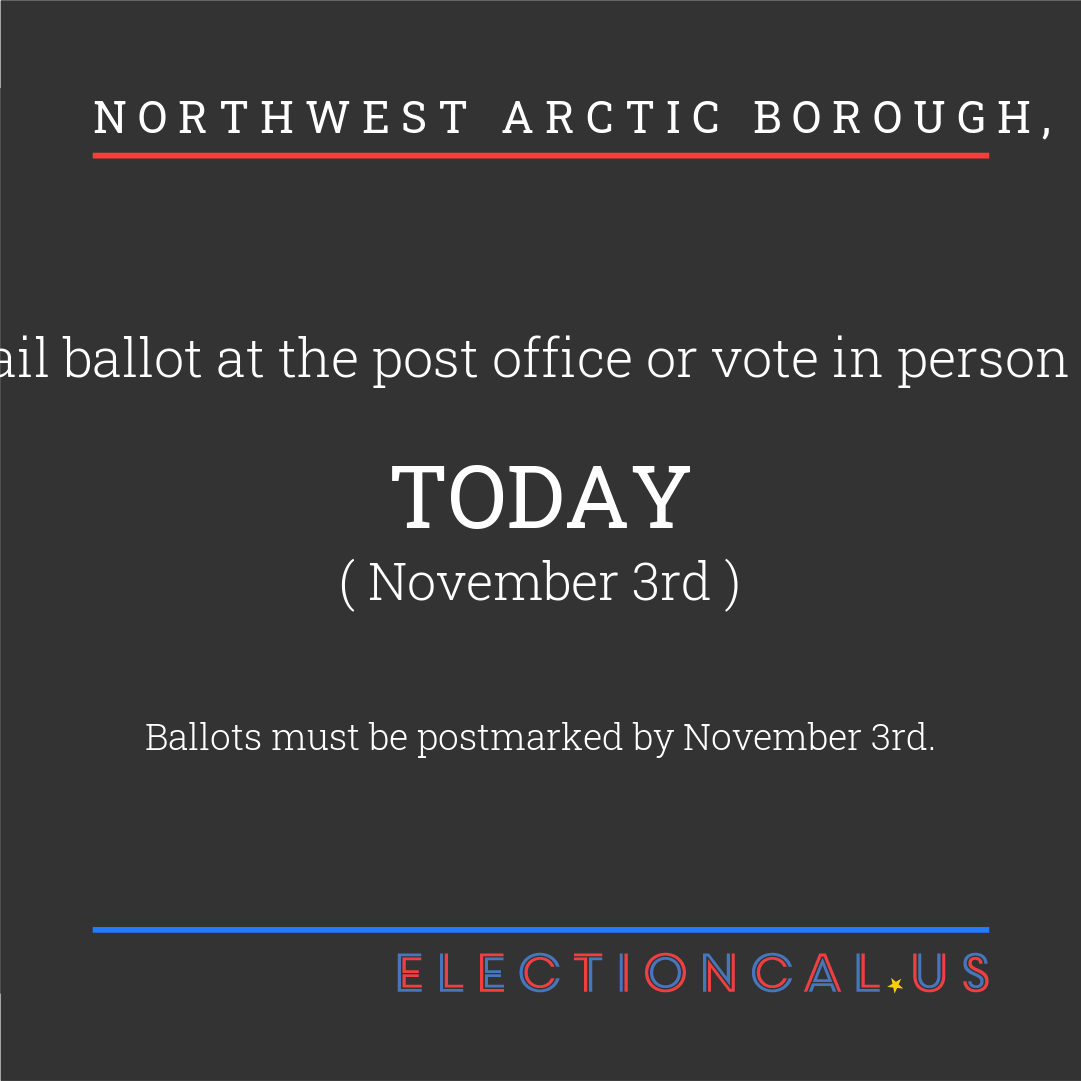 NORTHWEST ARCTIC BOROUGH,
ail ballot at the post office or vote in person
TODAY
( November 3rd )
Ballots must be postmarked by November 3rd.
ELECTIONCAL.US